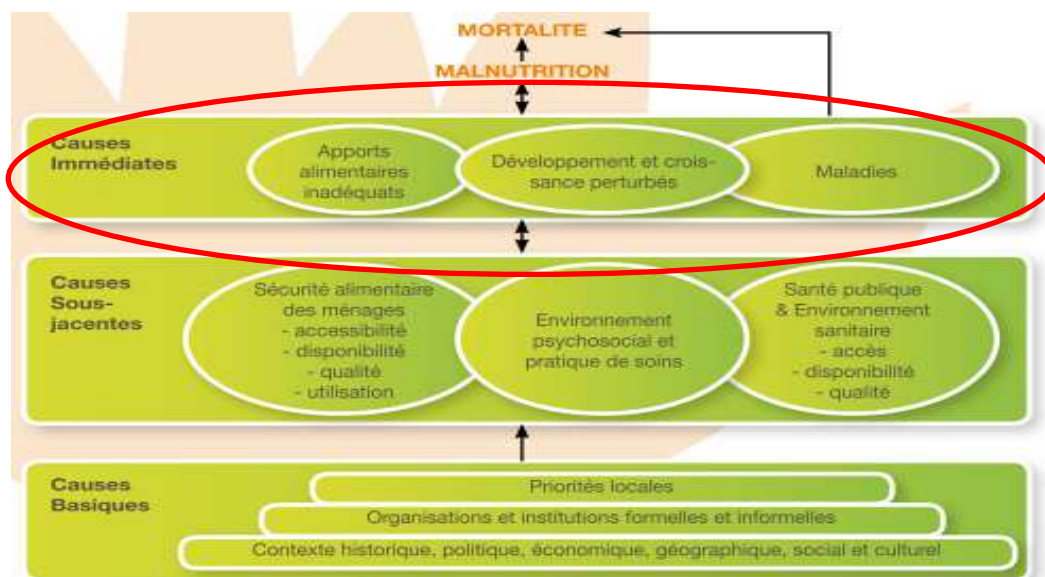 MORTALITE
MALNUTRITION
Causes
Immédiates
Apports
alimentaires
inadéquats
Développement et crois-
sance perturbés
Maladies
Causes
Sous-
jacentes
Sécurité alimentaire
des ménages
- accessibilité
- disponibilité
- qualité
- utilisation
Environnement
psychosocial et
pratique de soins
Santé publique
& Environnement
sanitaire
- accès
- disponibilité
- qualité
Causes
Basiques
Priorités locales
Organisations et institutions formelles et informelles
Contexte historique, politique, économique, géographique, social et culturel